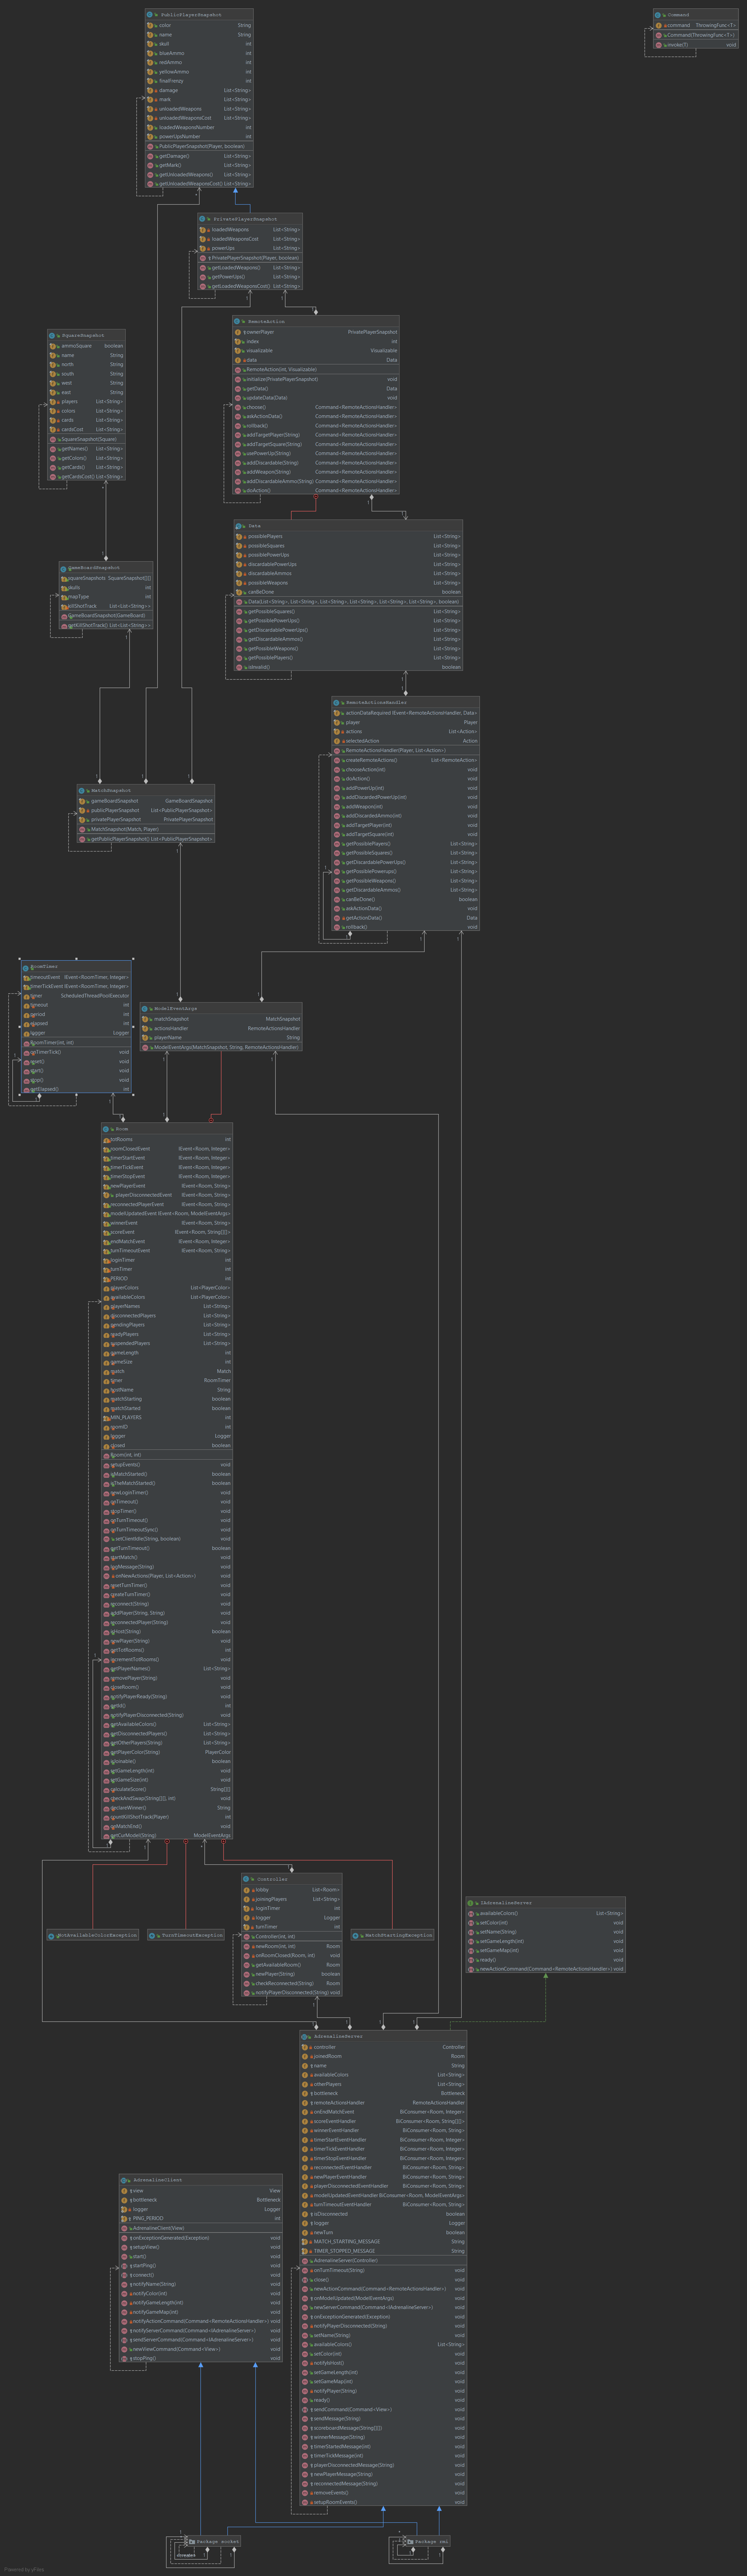 PublicPlayerSnapshot
color String
name String
skull int
blueAmmo int
redAmmo int
yellowAmmo int
finalFrenzy int
damage List<String>
mark List<String>
unloadedWeapons List<String>
unloadedWeaponsCost List<String>
loadedWeaponsNumber int
powerUpsNumber int
PublicPlayerSnapshot(Player, boolean)
getDamage() List<String>
getMark() List<String>
getUnloadedWeapons() List<String>
getUnloadedWeaponsCost() List<String>
Command
command ThrowingFunc<T>
Command(ThrowingFunc<T>)
invoke(T) void
PrivatePlayerSnapshot
loadedWeapons List<String>
loadedWeaponsCost List<String>
powerUps List<String>
PrivatePlayerSnapshot(Player, boolean)
getLoadedWeapons() List<String>
getPowerUps() List<String>
getLoadedWeaponsCost() List<String>
RemoteAction
ownerPlayer PrivatePlayerSnapshot
index int
visualizable Visualizable
data Data
RemoteAction(int, Visualizable)
initialize(PrivatePlayerSnapshot) void
getData() Data
updateData(Data) void
choose() Command<RemoteActionsHandler>
askActionData() Command<RemoteActionsHandler>
rollback() Command<RemoteActionsHandler>
addTargetPlayer(String) Command<RemoteActionsHandler>
addTargetSquare(String) Command<RemoteActionsHandler>
usePowerUp(String) Command<RemoteActionsHandler>
addDiscardable(String) Command<RemoteActionsHandler>
addWeapon(String) Command<RemoteActionsHandler>
addDiscardableAmmo(String) Command<RemoteActionsHandler>
doAction() Command<RemoteActionsHandler>
SquareSnapshot
ammoSquare boolean
name String
north String
south String
west String
east String
players List<String>
colors List<String>
cards List<String>
cardsCost List<String>
SquareSnapshot(Square)
getNames() List<String>
getColors() List<String>
getCards() List<String>
getCardsCost() List<String>
Data
possiblePlayers List<String>
possibleSquares List<String>
possiblePowerUps List<String>
discardablePowerUps List<String>
discardableAmmos List<String>
possibleWeapons List<String>
canBeDone boolean
Data(List<String>, List<String>, List<String>, List<String>, List<String>, List<String>, boolean)
getPossibleSquares() List<String>
getPossiblePowerUps() List<String>
getDiscardablePowerUps() List<String>
getDiscardableAmmos() List<String>
getPossibleWeapons() List<String>
getPossiblePlayers() List<String>
isInvalid() boolean
GameBoardSnapshot
squareSnapshots SquareSnapshot[][]
skulls int
mapType int
killShotTrack List<List<String>>
GameBoardSnapshot(GameBoard)
getKillShotTrack() List<List<String>>
RemoteActionsHandler
actionDataRequired IEvent<RemoteActionsHandler, Data>
player Player
actions List<Action>
selectedAction Action
RemoteActionsHandler(Player, List<Action>)
createRemoteActions() List<RemoteAction>
chooseAction(int) void
doAction() void
addPowerUp(int) void
addDiscardedPowerUp(int) void
addWeapon(int) void
addDiscardedAmmo(int) void
addTargetPlayer(int) void
addTargetSquare(int) void
getPossiblePlayers() List<String>
getPossibleSquares() List<String>
getDiscardablePowerUps() List<String>
getPossiblePowerups() List<String>
getPossibleWeapons() List<String>
getDiscardableAmmos() List<String>
canBeDone() boolean
askActionData() void
getActionData() Data
rollback() void
MatchSnapshot
gameBoardSnapshot GameBoardSnapshot
publicPlayerSnapshot List<PublicPlayerSnapshot>
privatePlayerSnapshot PrivatePlayerSnapshot
MatchSnapshot(Match, Player)
getPublicPlayerSnapshot() List<PublicPlayerSnapshot>
RoomTimer
timeoutEvent IEvent<RoomTimer, Integer>
timerTickEvent IEvent<RoomTimer, Integer>
timer ScheduledThreadPoolExecutor
timeout int
period int
elapsed int
logger Logger
RoomTimer(int, int)
onTimerTick() void
reset() void
start() void
stop() void
getElapsed() int
ModelEventArgs
matchSnapshot MatchSnapshot
actionsHandler RemoteActionsHandler
playerName String
ModelEventArgs(MatchSnapshot, String, RemoteActionsHandler)
Room
totRooms int
roomClosedEvent IEvent<Room, Integer>
timerStartEvent IEvent<Room, Integer>
timerTickEvent IEvent<Room, Integer>
timerStopEvent IEvent<Room, Integer>
newPlayerEvent IEvent<Room, String>
playerDisconnectedEvent IEvent<Room, String>
reconnectedPlayerEvent IEvent<Room, String>
modelUpdatedEvent IEvent<Room, ModelEventArgs>
winnerEvent IEvent<Room, String>
scoreEvent IEvent<Room, String[][]>
endMatchEvent IEvent<Room, Integer>
turnTimeoutEvent IEvent<Room, String>
loginTimer int
turnTimer int
PERIOD int
playerColors List<PlayerColor>
availableColors List<PlayerColor>
playerNames List<String>
disconnectedPlayers List<String>
pendingPlayers List<String>
readyPlayers List<String>
suspendedPlayers List<String>
gameLength int
gameSize int
match Match
timer RoomTimer
hostName String
matchStarting boolean
matchStarted boolean
MIN_PLAYERS int
roomID int
logger Logger
closed boolean
Room(int, int)
setupEvents() void
isMatchStarted() boolean
isTheMatchStarted() boolean
newLoginTimer() void
onTimeout() void
stopTimer() void
onTurnTimeout() void
onTurnTimeoutSync() void
setClientIdle(String, boolean) void
getTurnTimeout() boolean
startMatch() void
logMessage(String) void
onNewActions(Player, List<Action>) void
resetTurnTimer() void
createTurnTimer() void
reconnect(String) void
addPlayer(String, String) void
reconnectedPlayer(String) void
isHost(String) boolean
newPlayer(String) void
getTotRooms() int
incrementTotRooms() void
getPlayerNames() List<String>
removePlayer(String) void
closeRoom() void
notifyPlayerReady(String) void
getId() int
notifyPlayerDisconnected(String) void
getAvailableColors() List<String>
getDisconnectedPlayers() List<String>
getOtherPlayers(String) List<String>
getPlayerColor(String) PlayerColor
isJoinable() boolean
setGameLength(int) void
setGameSize(int) void
calculateScore() String[][]
checkAndSwap(String[][], int) void
declareWinner() String
countKillShotTrack(Player) int
onMatchEnd() void
getCurModel(String) ModelEventArgs
Controller
lobby List<Room>
joiningPlayers List<String>
loginTimer int
logger Logger
turnTimer int
Controller(int, int)
newRoom(int, int) Room
onRoomClosed(Room, int) void
getAvailableRoom() Room
newPlayer(String) boolean
checkReconnected(String) Room
notifyPlayerDisconnected(String) void
NotAvailableColorException
TurnTimeoutException
MatchStartingException
IAdrenalineServer
availableColors() List<String>
setColor(int) void
setName(String) void
setGameLength(int) void
setGameMap(int) void
ready() void
newActionCommand(Command<RemoteActionsHandler>) void
AdrenalineServer
controller Controller
joinedRoom Room
name String
availableColors List<String>
otherPlayers List<String>
bottleneck Bottleneck
remoteActionsHandler RemoteActionsHandler
onEndMatchEvent BiConsumer<Room, Integer>
scoreEventHandler BiConsumer<Room, String[][]>
winnerEventHandler BiConsumer<Room, String>
timerStartEventHandler BiConsumer<Room, Integer>
timerTickEventHandler BiConsumer<Room, Integer>
timerStopEventHandler BiConsumer<Room, Integer>
reconnectedEventHandler BiConsumer<Room, String>
newPlayerEventHandler BiConsumer<Room, String>
playerDisconnectedEventHandler BiConsumer<Room, String>
modelUpdatedEventHandler BiConsumer<Room, ModelEventArgs>
turnTimeoutEventHandler BiConsumer<Room, String>
isDisconnected boolean
logger Logger
newTurn boolean
MATCH_STARTING_MESSAGE String
TIMER_STOPPED_MESSAGE String
AdrenalineServer(Controller)
onTurnTimeout(String) void
close() void
newActionCommand(Command<RemoteActionsHandler>) void
onModelUpdated(ModelEventArgs) void
newServerCommand(Command<IAdrenalineServer>) void
onExceptionGenerated(Exception) void
notifyPlayerDisconnected(String) void
setName(String) void
availableColors() List<String>
setColor(int) void
notifyIsHost() void
setGameLength(int) void
setGameMap(int) void
notifyPlayer(String) void
ready() void
sendCommand(Command<View>) void
sendMessage(String) void
scoreboardMessage(String[][]) void
winnerMessage(String) void
timerStartedMessage(int) void
timerTickMessage(int) void
playerDisconnectedMessage(String) void
newPlayerMessage(String) void
reconnectedMessage(String) void
removeEvents() void
setupRoomEvents() void
AdrenalineClient
view View
bottleneck Bottleneck
logger Logger
PING_PERIOD int
AdrenalineClient(View)
onExceptionGenerated(Exception) void
setupView() void
start() void
startPing() void
connect() void
notifyName(String) void
notifyColor(int) void
notifyGameLength(int) void
notifyGameMap(int) void
notifyActionCommand(Command<RemoteActionsHandler>) void
notifyServerCommand(Command<IAdrenalineServer>) void
sendServerCommand(Command<IAdrenalineServer>) void
newViewCommand(Command<View>) void
stopPing() void
Package socket
Package rmi
Powered by yFiles